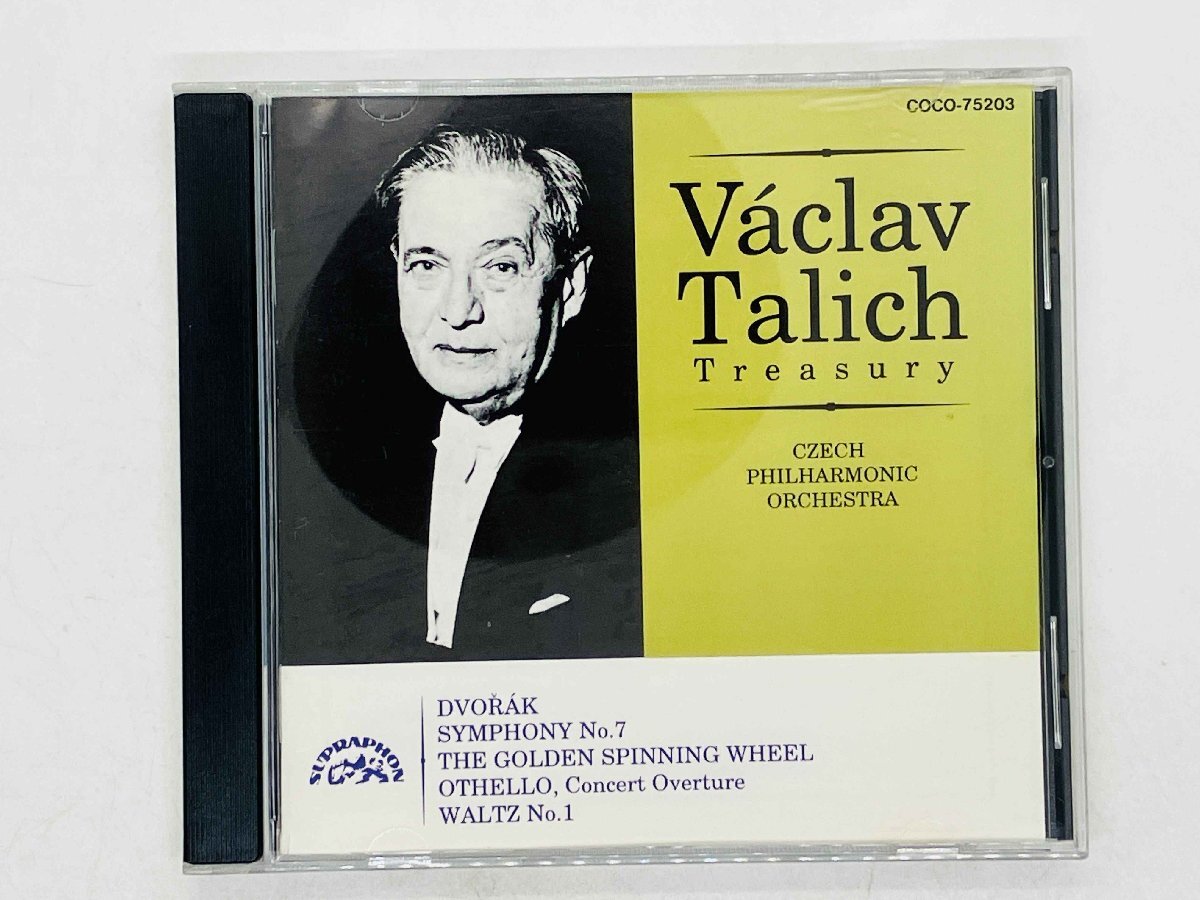 COCO-75203
Václav
Talich
Treasury
CZECH
PHILHARMONIC
ORCHESTRA
SUPRAPHON
DVOŘÁK
SYMPHONY No.7
THE GOLDEN SPINNING WHEEL
OTHELLO, Concert Overture
WALTZ No.1